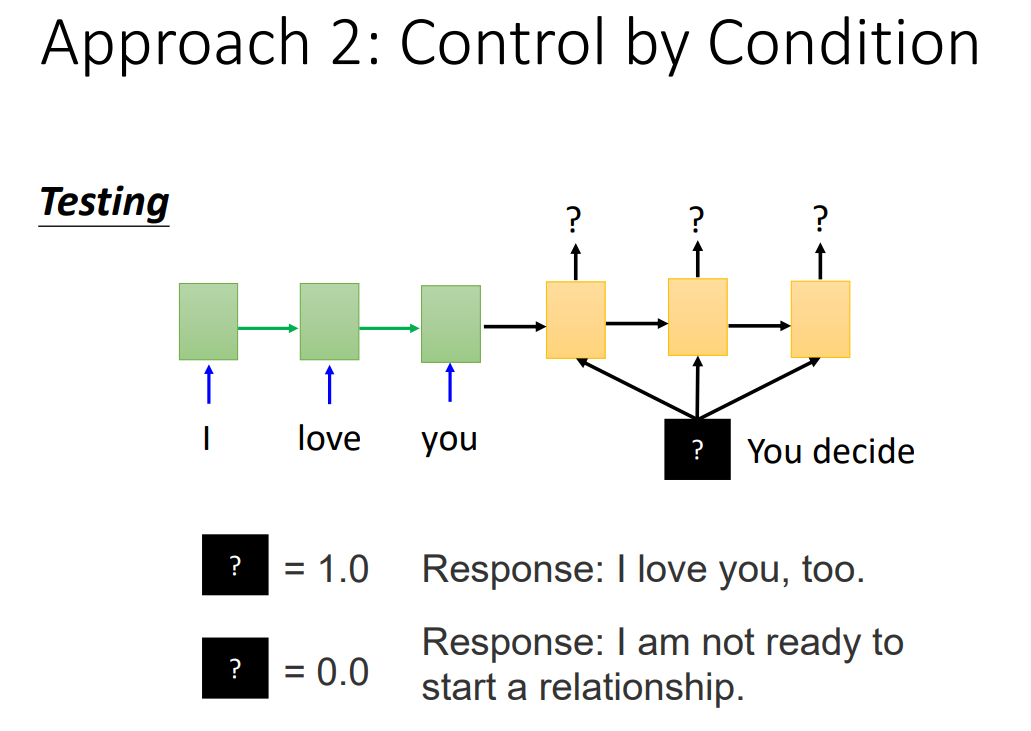 Approach 2: Control by Condition
Testing
? ? ?
I love you
? You decide
? = 1.0 Response: I love you, too.
? = 0.0 Response: I am not ready to
start a relationship.